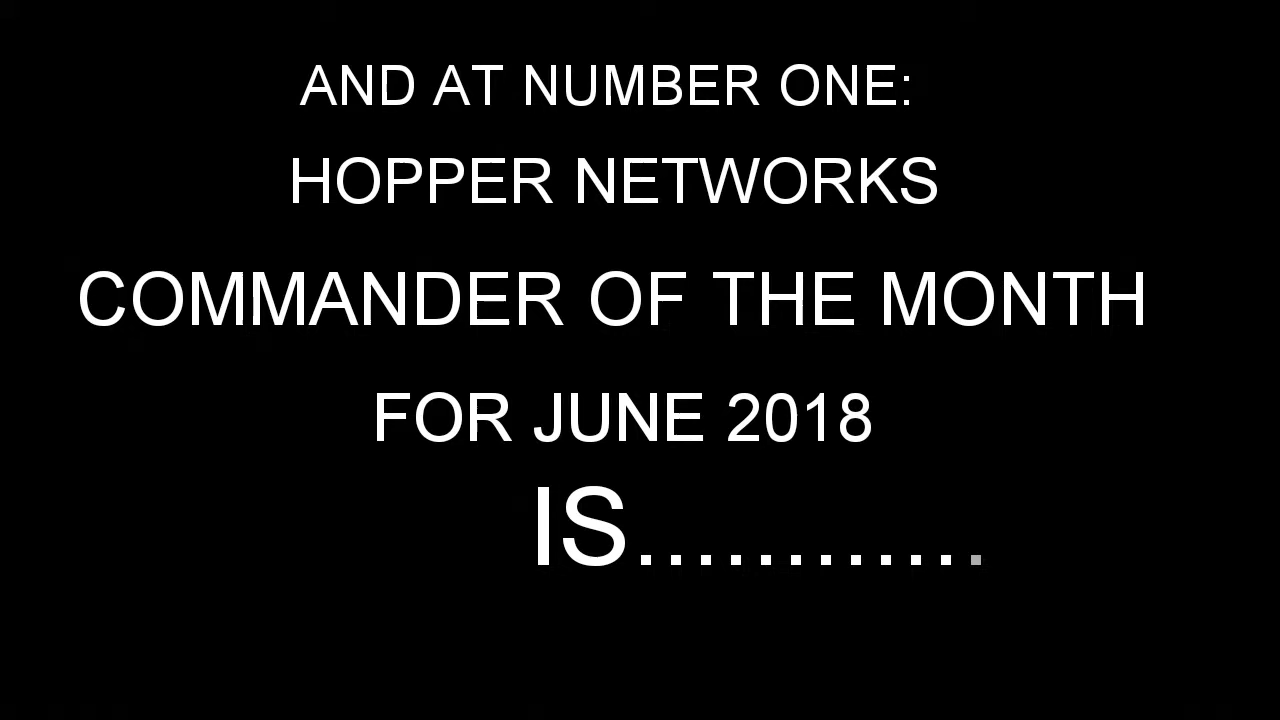 AND AT NUMBER ONE:
HOPPER NETWORKS
COMMANDER OF THE MONTH
FOR JUNE 2018
IS............